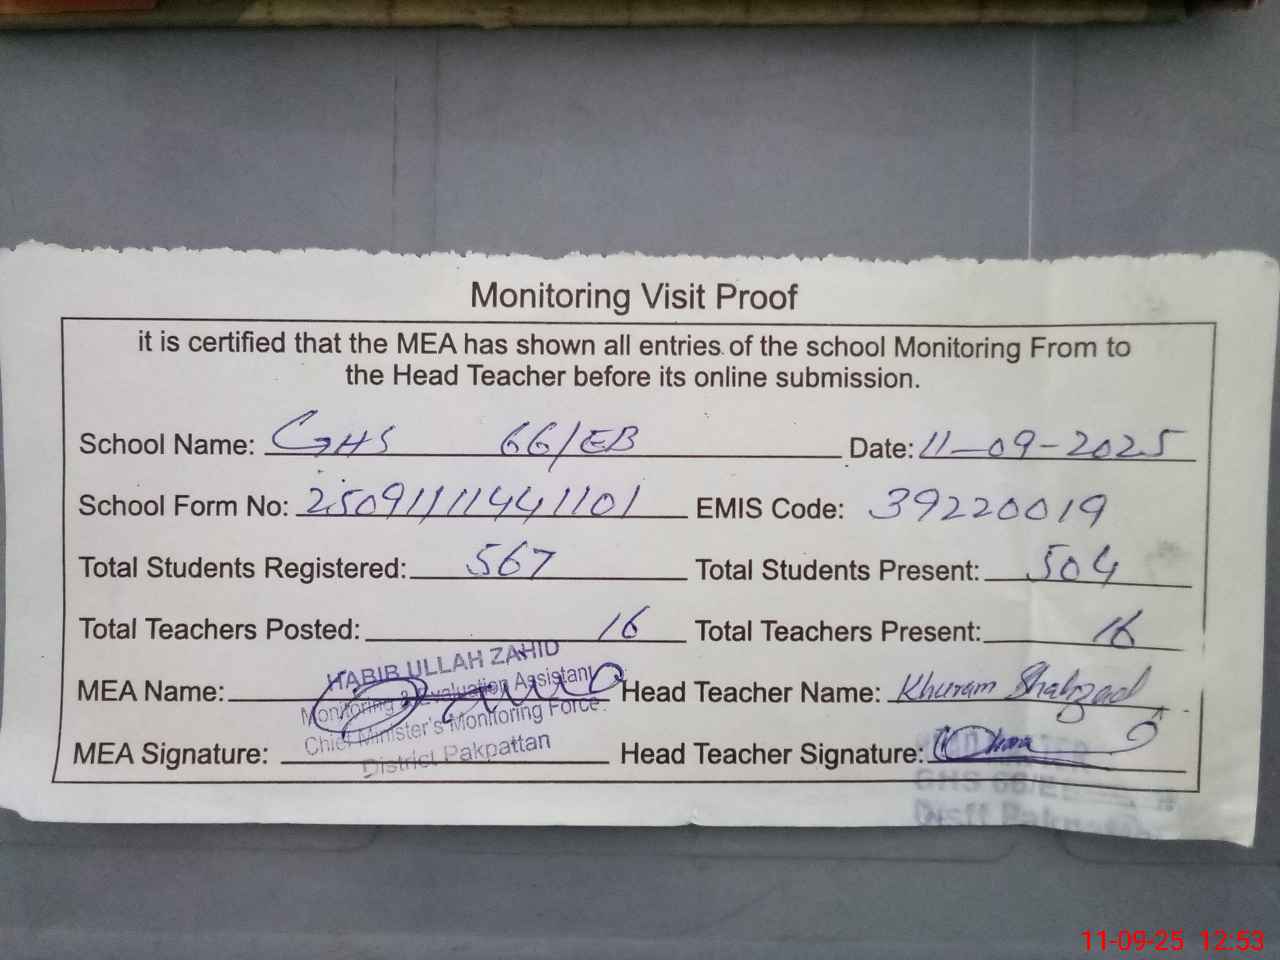 Monitoring Visit Proof
it is certified that the MEA has shown all entries of the school Monitoring From to
the Head Teacher before its online submission.
School Name: GHS 66/EB Date: 11-09-2025
School Form No: 25091111441101 EMIS Code: 39220019
Total Students Registered: 567 Total Students Present: 504
Total Teachers Posted: 16 Total Teachers Present: 16
HABIB ULLAH ZAHID
MEA Name: Head Teacher Name: Khuram Shahzad
Monitoring & Evaluation Assistant
Chief Minister's Monitoring Force
MEA Signature: Head Teacher Signature:
District Pakpattan
GHS 66/EB
Distt
11-09-25 12:53